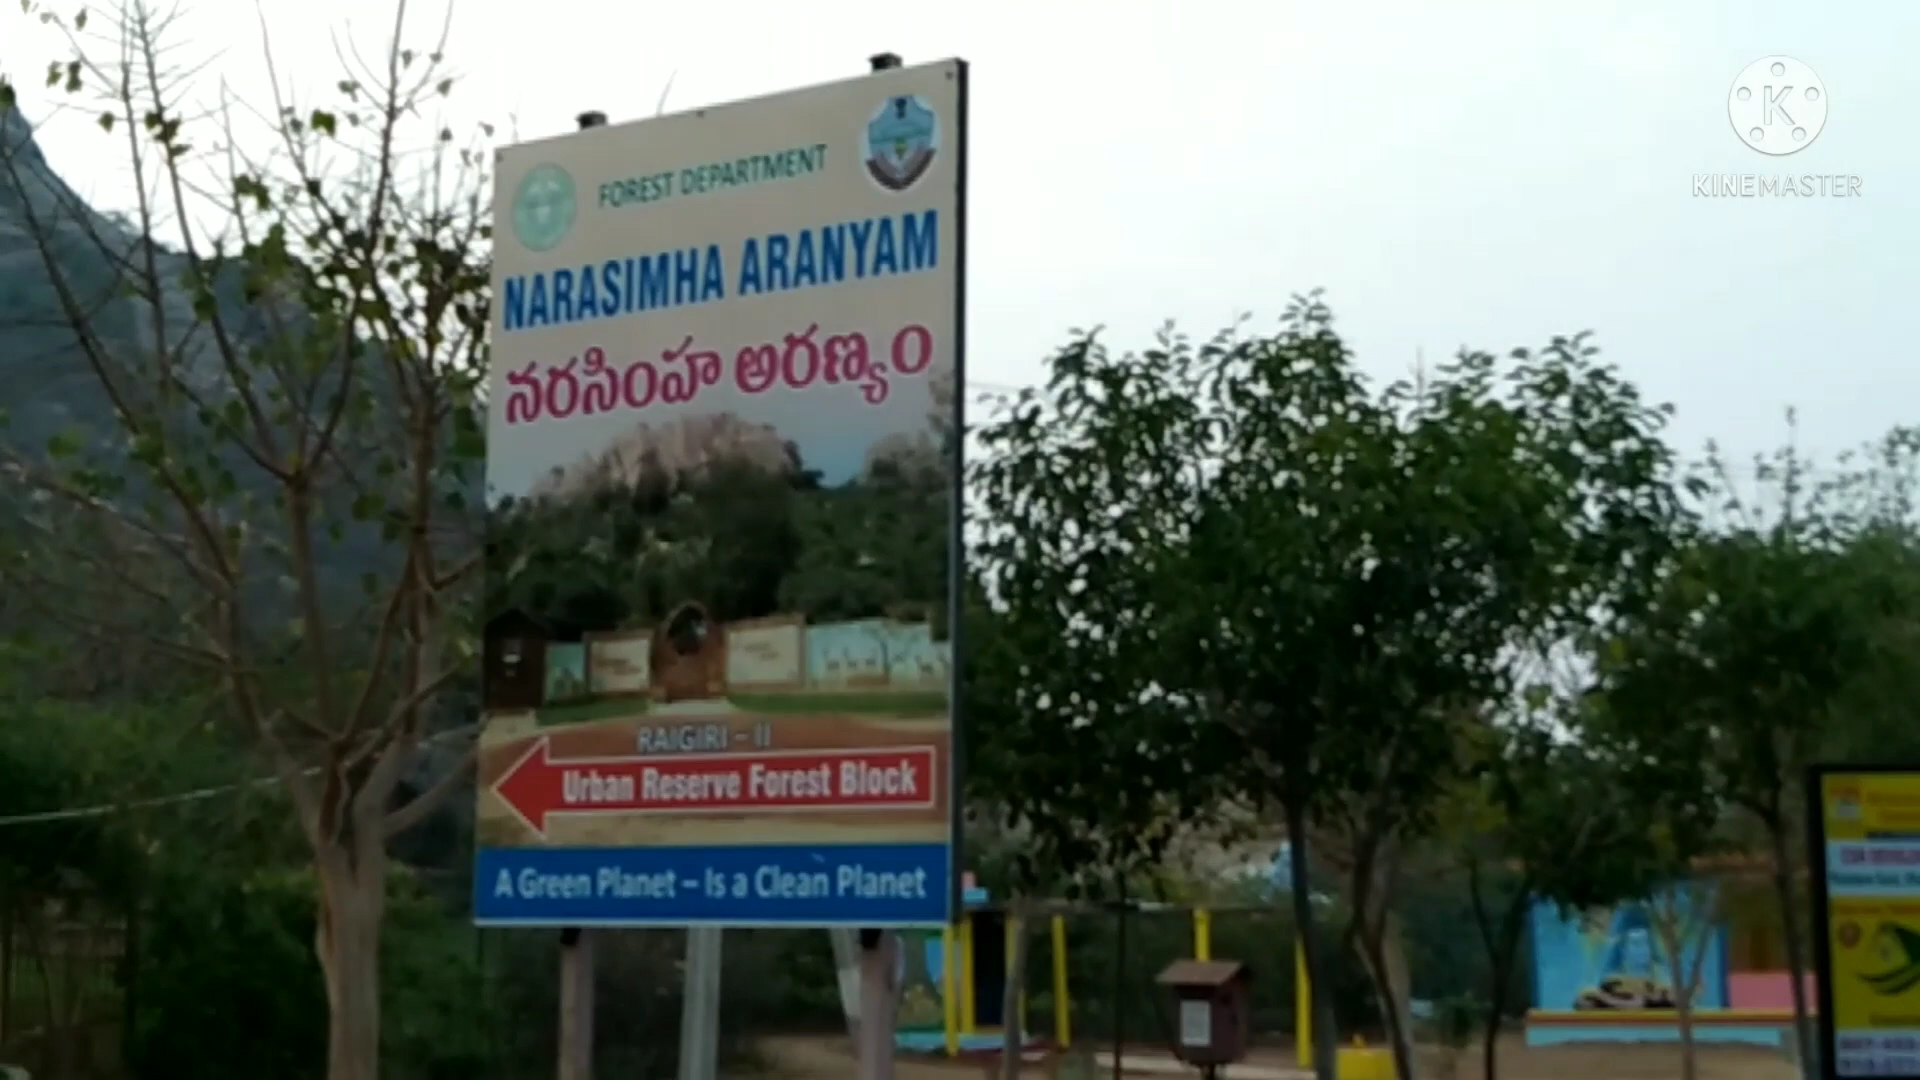 FOREST DEPARTMENT
NARASIMHA ARANYAM
నరసింహ అరణ్యం
RAIGIRI – II
Urban Reserve Forest Block
A Green Planet – Is a Clean Planet
K
KINEMASTER